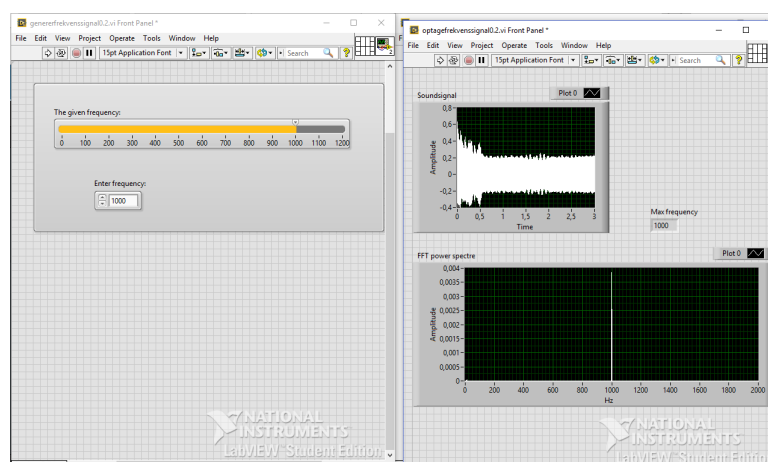 genererfrekvenssignal0.2.vi Front Panel *
File Edit View Project Operate Tools Window Help
15pt Application Font
Search
The given frequency:
0 100 200 300 400 500 600 700 800 900 1000 1100 1200
Enter frequency:
1000
NATIONAL
INSTRUMENTS
LabVIEW Student Edition
optagefrekvenssignal0.2.vi Front Panel *
File Edit View Project Operate Tools Window Help
15pt Application Font
Search
Soundsignal
Plot 0
0,8
0,6
0,4
0,2
0
-0,2
-0,4
Amplitude
0 0,5 1 1,5 2 2,5 3
Time
Max frequency
1000
FFT power spectre
Plot 0
0,004
0,0035
0,003
0,0025
0,002
0,0015
0,001
0,0005
0
Amplitude
0 200 400 600 800 1000 1200 1400 1600 1800 2000
Hz
NATIONAL
INSTRUMENTS
LabVIEW Student Edition